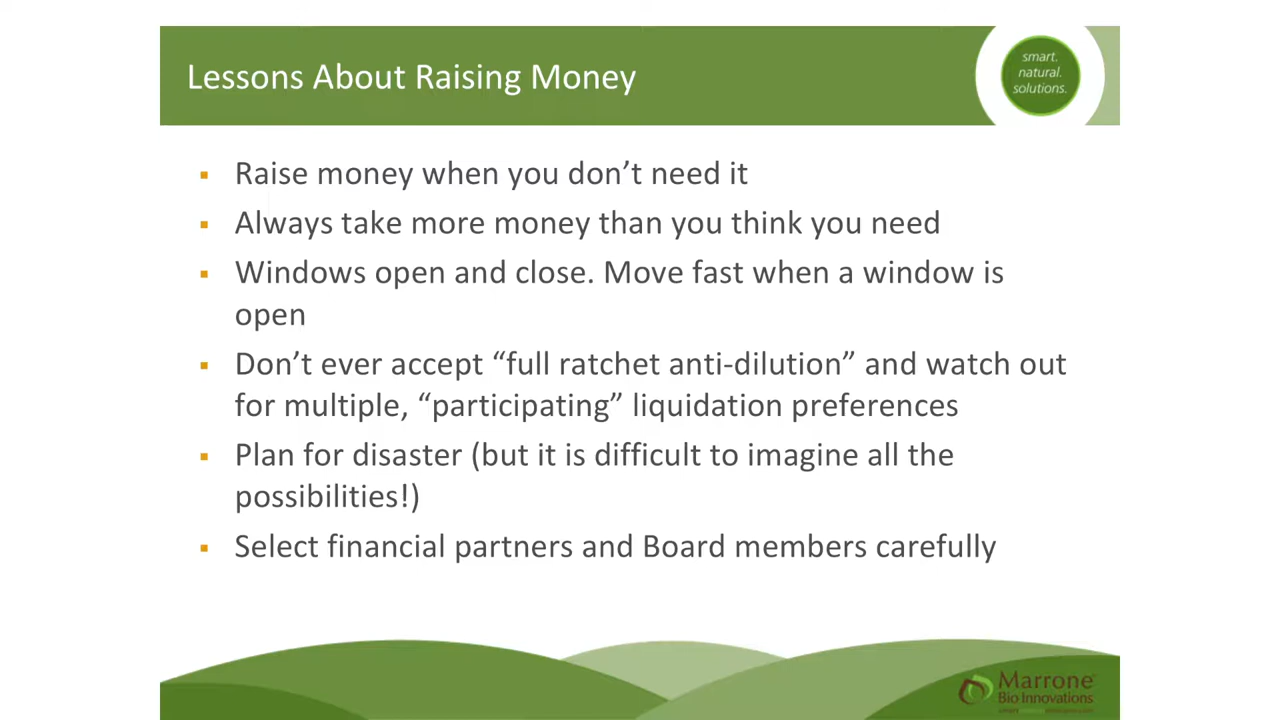 Lessons About Raising Money
smart.
natural.
solutions.
▪ Raise money when you don’t need it
▪ Always take more money than you think you need
▪ Windows open and close. Move fast when a window is
open
▪ Don’t ever accept “full ratchet anti-dilution” and watch out
for multiple, “participating” liquidation preferences
▪ Plan for disaster (but it is difficult to imagine all the
possibilities!)
▪ Select financial partners and Board members carefully
Marrone
Bio Innovations